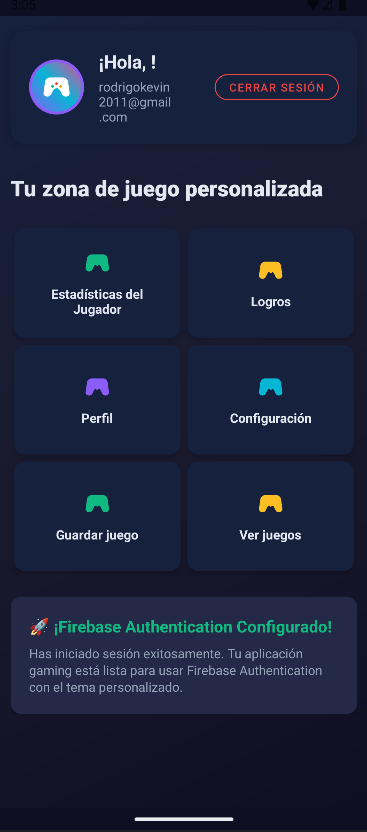 3:05
¡Hola, !
rodrigokevin
2011@gmail
.com
CERRAR SESIÓN
Tu zona de juego personalizada
Estadísticas del
Jugador
Logros
Perfil
Configuración
Guardar juego
Ver juegos
🚀 ¡Firebase Authentication Configurado!
Has iniciado sesión exitosamente. Tu aplicación
gaming está lista para usar Firebase Authentication
con el tema personalizado.